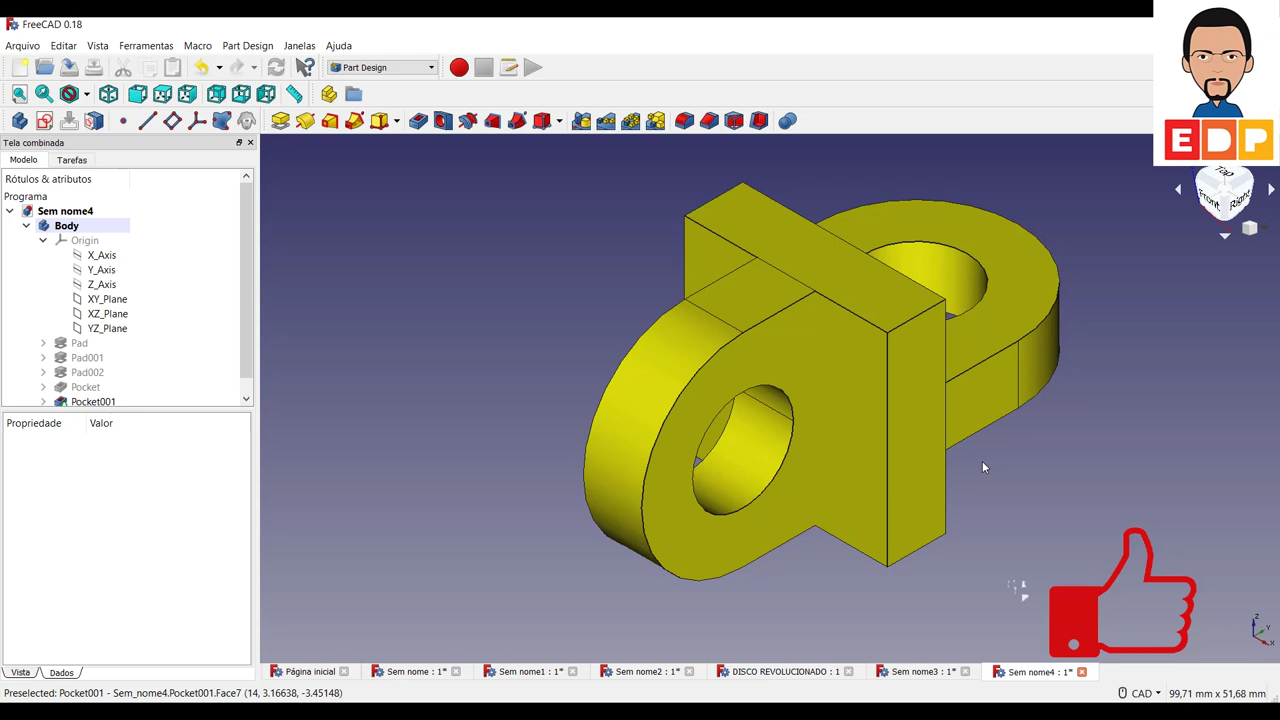 FreeCAD 0.18
Arquivo Editar Vista Ferramentas Macro Part Design Janelas Ajuda
Part Design
EDP
Tela combinada
Modelo Tarefas
Rótulos & atributos
Programa
Sem nome4
Body
Origin
X_Axis
Y_Axis
Z_Axis
XY_Plane
XZ_Plane
YZ_Plane
Pad
Pad001
Pad002
Pocket
Pocket001
Propriedade Valor
Top
Front Right
Z
Y
X
Vista Dados
Página inicial Sem nome : 1* Sem nome1 : 1* Sem nome2 : 1* DISCO REVOLUCIONADO : 1 Sem nome3 : 1* Sem nome4 : 1*
Preselected: Pocket001 - Sem_nome4.Pocket001.Face7 (14, 3.16638, -3.45148) CAD 99,71 mm x 51,68 mm